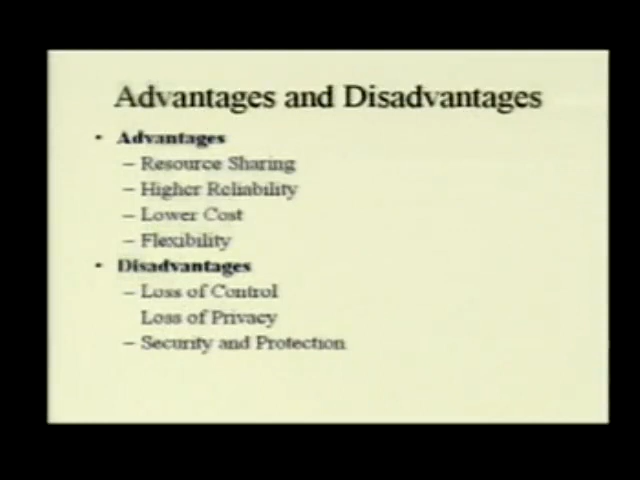 Advantages and Disadvantages
• Advantages
– Resource Sharing
– Higher Reliability
– Lower Cost
– Flexibility
• Disadvantages
– Loss of Control
Loss of Privacy
– Security and Protection